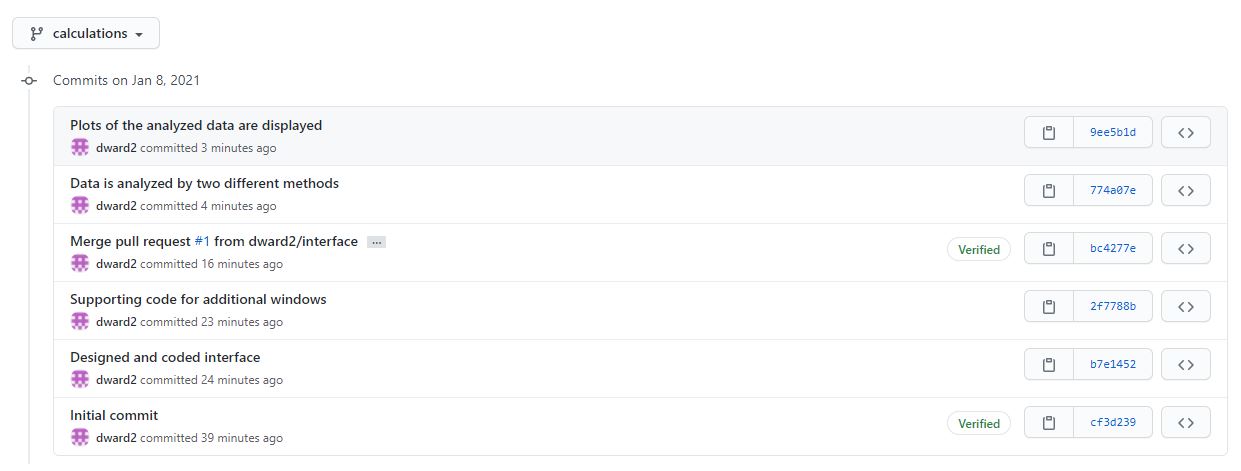 calculations
Commits on Jan 8, 2021
Plots of the analyzed data are displayed
dward2 committed 3 minutes ago
9ee5b1d
Data is analyzed by two different methods
dward2 committed 4 minutes ago
774a07e
Merge pull request #1 from dward2/interface ...
dward2 committed 16 minutes ago
Verified
bc4277e
Supporting code for additional windows
dward2 committed 23 minutes ago
2f7788b
Designed and coded interface
dward2 committed 24 minutes ago
b7e1452
Initial commit
dward2 committed 39 minutes ago
Verified
cf3d239